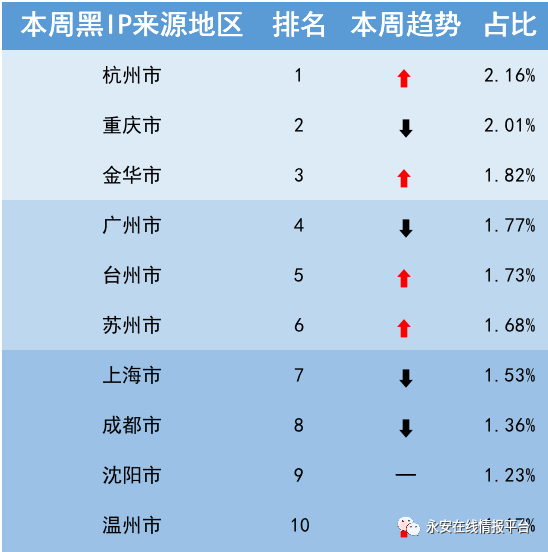 本周黑IP来源地区 排名 本周趋势 占比
杭州市 1 2.16%
重庆市 2 2.01%
金华市 3 1.82%
广州市 4 1.77%
台州市 5 1.73%
苏州市 6 1.68%
上海市 7 1.53%
成都市 8 1.36%
沈阳市 9 — 1.23%
温州市 10
永安在线情报平台